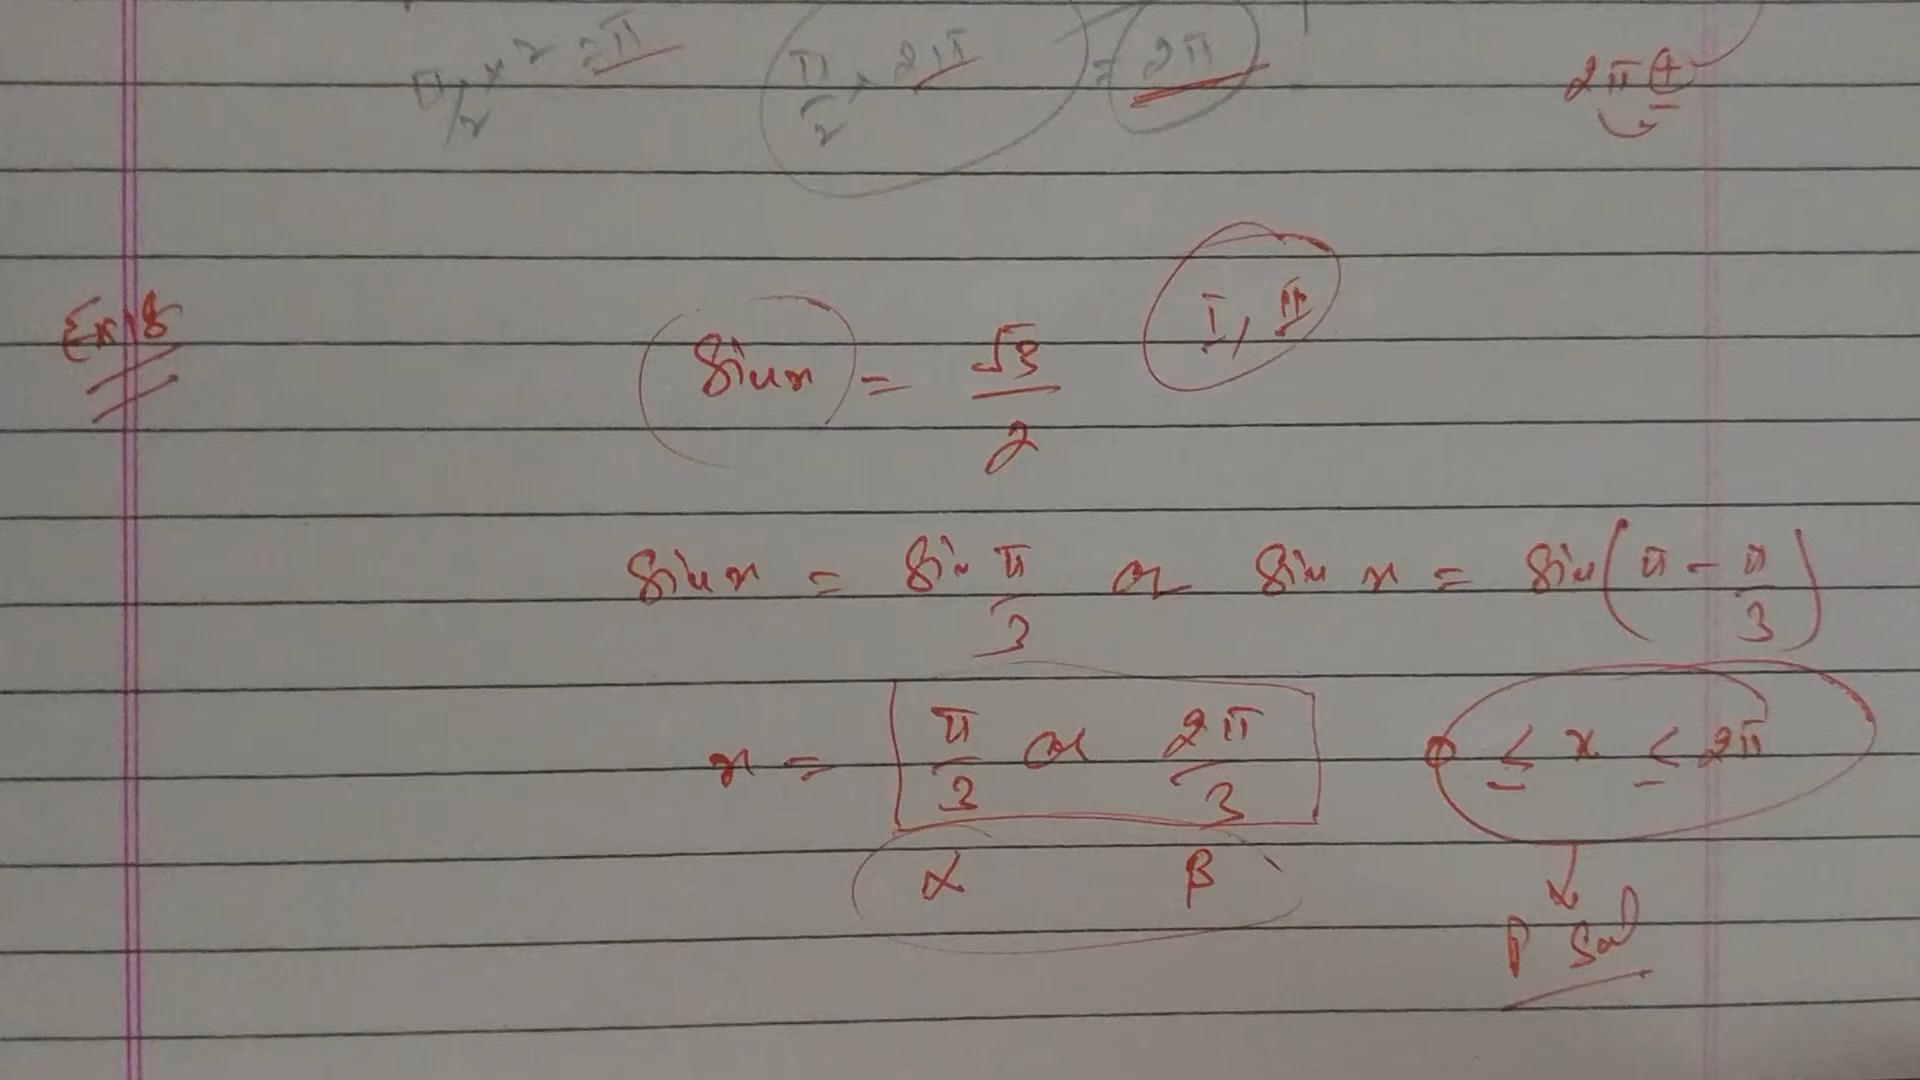 π/2 × 2 = π π/2 × 2π = 2π 2π +
Ex 18 sin x = √3/2 I, II
sin x = sin π/3 or sin x = sin(π - π/3)
x = π/3 or 2π/3 0 ≤ x ≤ 2π
α β
P Sol